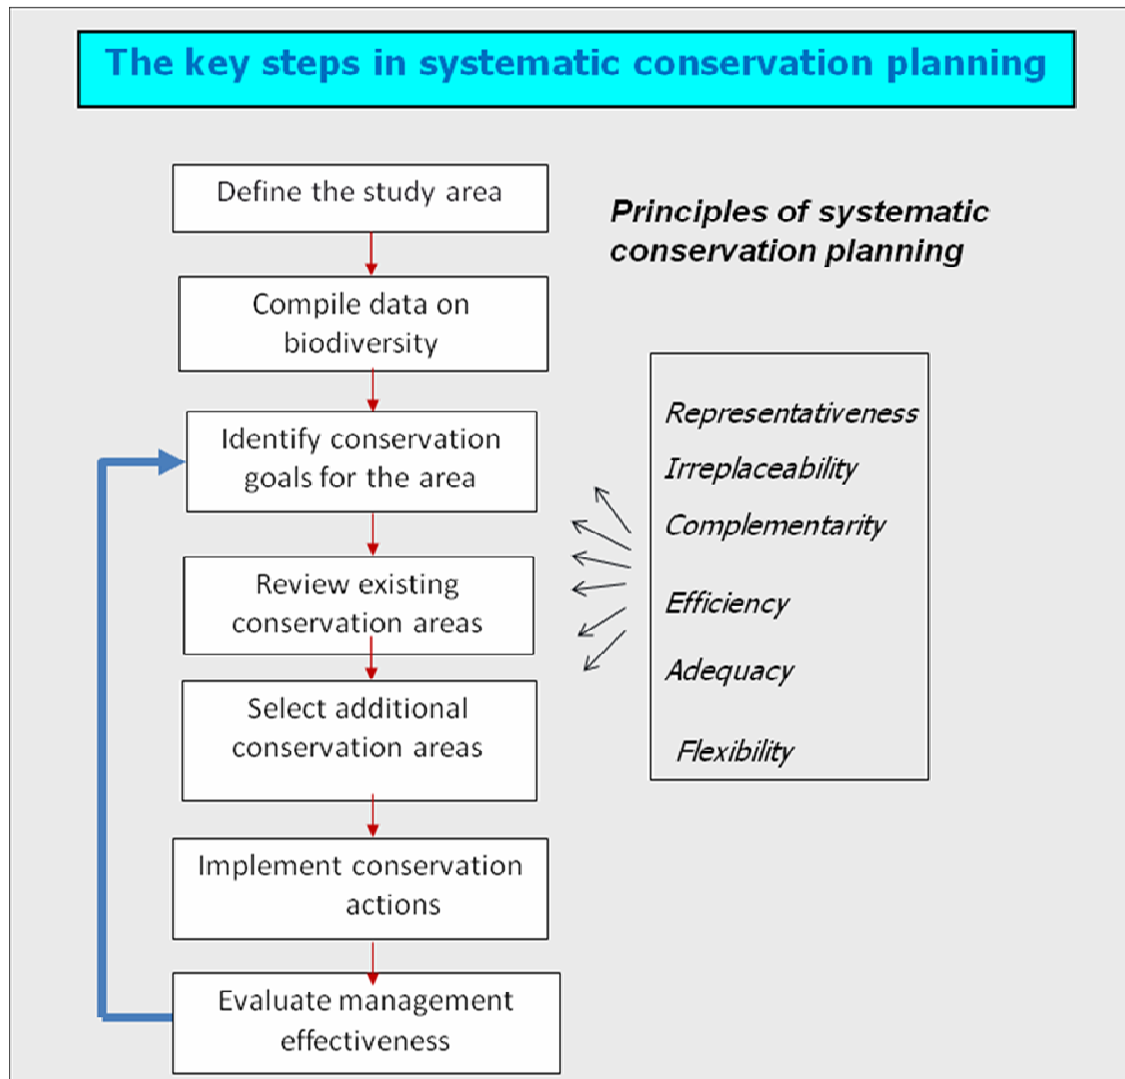 The key steps in systematic conservation planning
Define the study area
Compile data on
biodiversity
Identify conservation
goals for the area
Review existing
conservation areas
Select additional
conservation areas
Implement conservation
actions
Evaluate management
effectiveness
Principles of systematic
conservation planning
Representativeness
Irreplaceability
Complementarity
Efficiency
Adequacy
Flexibility